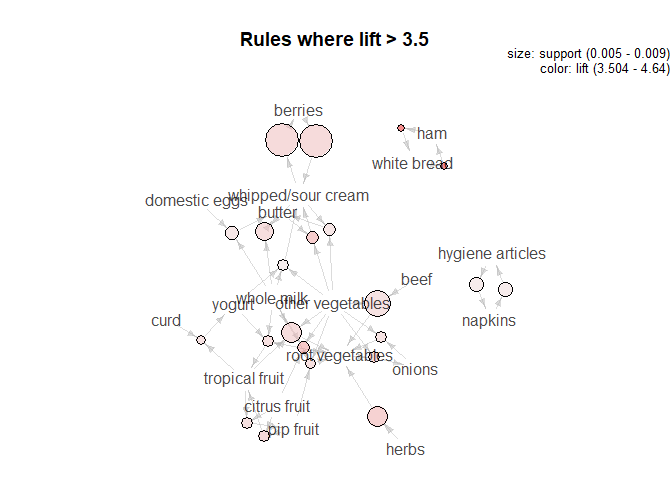 Rules where lift > 3.5
size: support (0.005 - 0.009)
color: lift (3.504 - 4.64)
berries
ham
white bread
whipped/sour cream
domestic eggs
butter
hygiene articles
beef
whole milk
other vegetables
yogurt
curd
napkins
root vegetables
onions
tropical fruit
citrus fruit
pip fruit
herbs